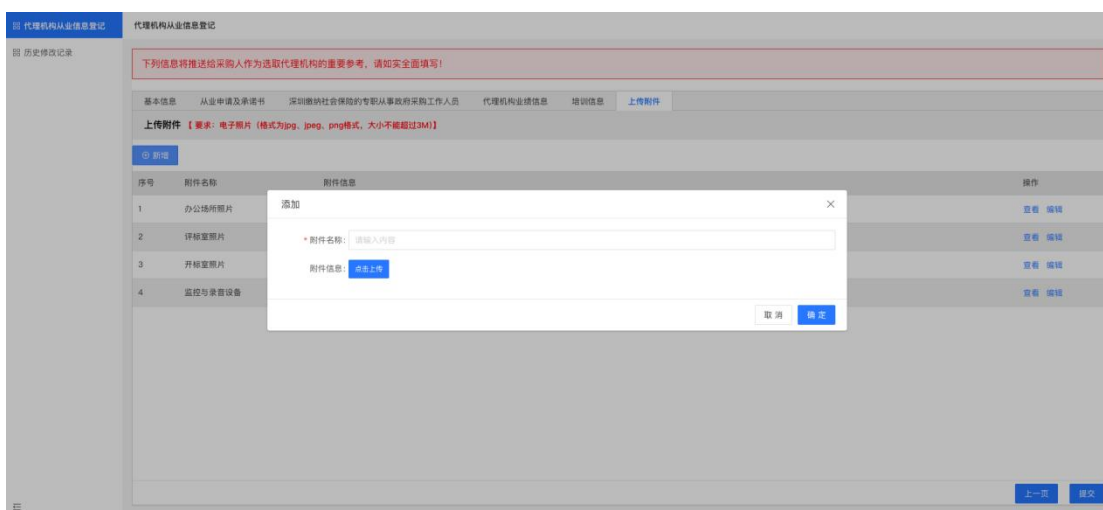 代理机构从业信息登记
代理机构从业信息登记
历史修改记录
下列信息将推送给采购人作为选取代理机构的重要参考，请如实全面填写！
基本信息 从业申请及承诺书 深圳缴纳社会保险的专职从事政府采购工作人员 代理机构业绩信息 培训信息 上传附件
上传附件 【 要求：电子照片（格式为jpg、jpeg、png格式，大小不能超过3M)】
新增
序号 附件名称 附件信息 操作
添加
1 办公场所照片 查看 编辑
2 评标室照片 查看 编辑
* 附件名称： 请输入内容
3 开标室照片 查看 编辑
附件信息： 点击上传
4 监控与录音设备 查看 编辑
取 消 确 定
上一页 提交